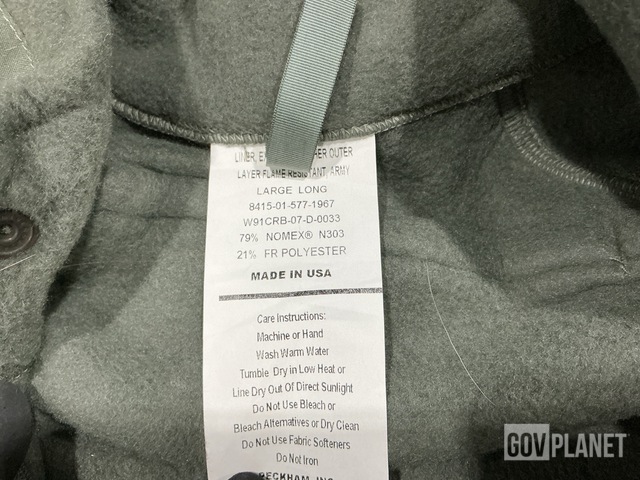 LINER, E HER OUTER
LAYER FLAME RESISTANT, ARMY
LARGE LONG
8415-01-577-1967
W91CRB-07-D-0033
79% NOMEX® N303
21% FR POLYESTER
MADE IN USA
Care Instructions:
Machine or Hand
Wash Warm Water
Tumble Dry in Low Heat or
Line Dry Out Of Direct Sunlight
Do Not Use Bleach or
Bleach Alternatives or Dry Clean
Do Not Use Fabric Softeners
Do Not Iron
PECKHAM, INC
GOVPLANET